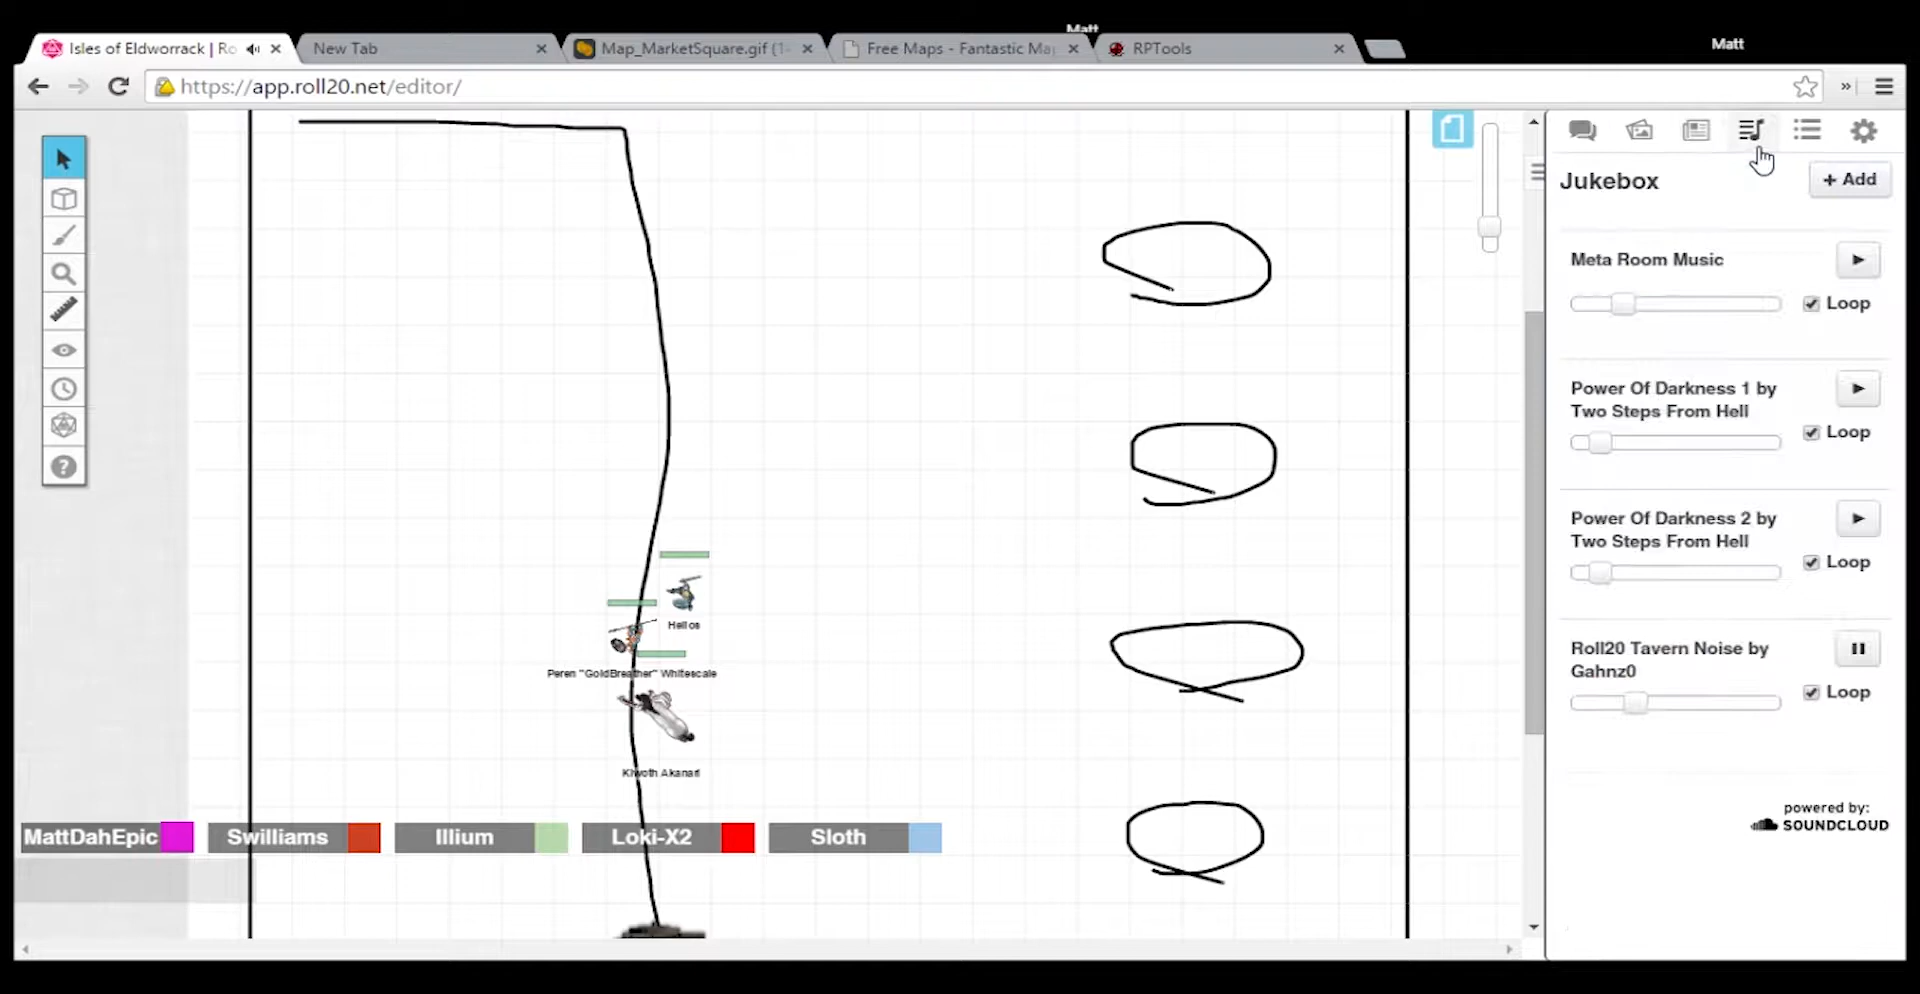 Matt
Matt
Isles of Eldworrack | Ro
New Tab
Map_MarketSquare.gif (1-
Free Maps - Fantastic Ma
RPTools
https://app.roll20.net/editor/
Jukebox
+ Add
Meta Room Music
Loop
Power Of Darkness 1 by
Two Steps From Hell
Loop
Power Of Darkness 2 by
Two Steps From Hell
Loop
Roll20 Tavern Noise by
Gahnz0
Loop
powered by:
SOUNDCLOUD
Helios
Peren "GoldBreather" Whitescale
Kiwoth Akanari
MattDahEpic
Swilliams
Illium
Loki-X2
Sloth